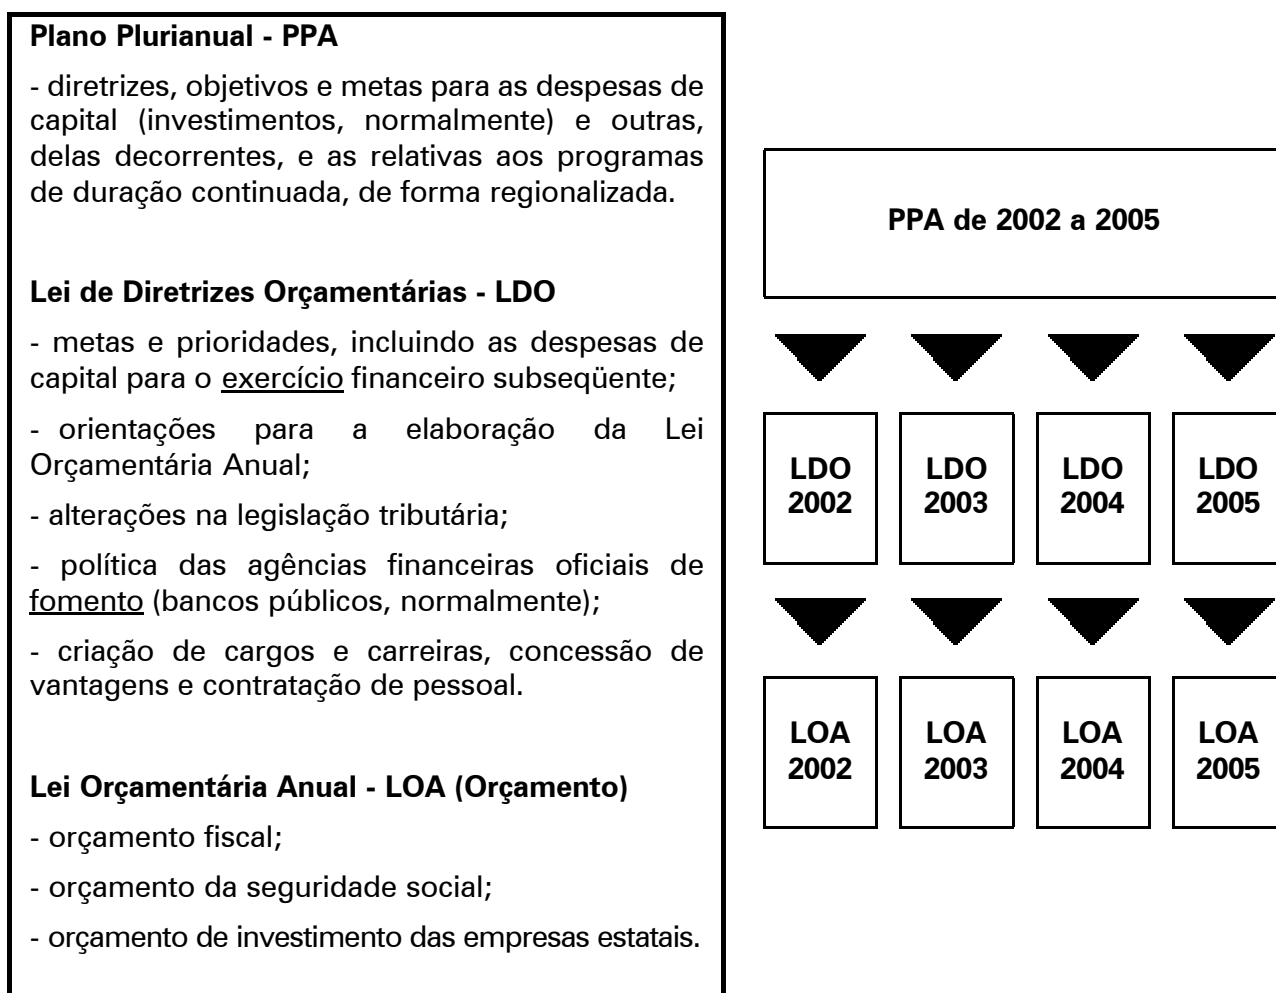 Plano Plurianual - PPA
- diretrizes, objetivos e metas para as despesas de
capital (investimentos, normalmente) e outras,
delas decorrentes, e as relativas aos programas
de duração continuada, de forma regionalizada.
Lei de Diretrizes Orçamentárias - LDO
- metas e prioridades, incluindo as despesas de
capital para o exercício financeiro subseqüente;
- orientações para a elaboração da Lei
Orçamentária Anual;
- alterações na legislação tributária;
- política das agências financeiras oficiais de
fomento (bancos públicos, normalmente);
- criação de cargos e carreiras, concessão de
vantagens e contratação de pessoal.
Lei Orçamentária Anual - LOA (Orçamento)
- orçamento fiscal;
- orçamento da seguridade social;
- orçamento de investimento das empresas estatais.
PPA de 2002 a 2005
LDO
2002
LDO
2003
LDO
2004
LDO
2005
LOA
2002
LOA
2003
LOA
2004
LOA
2005